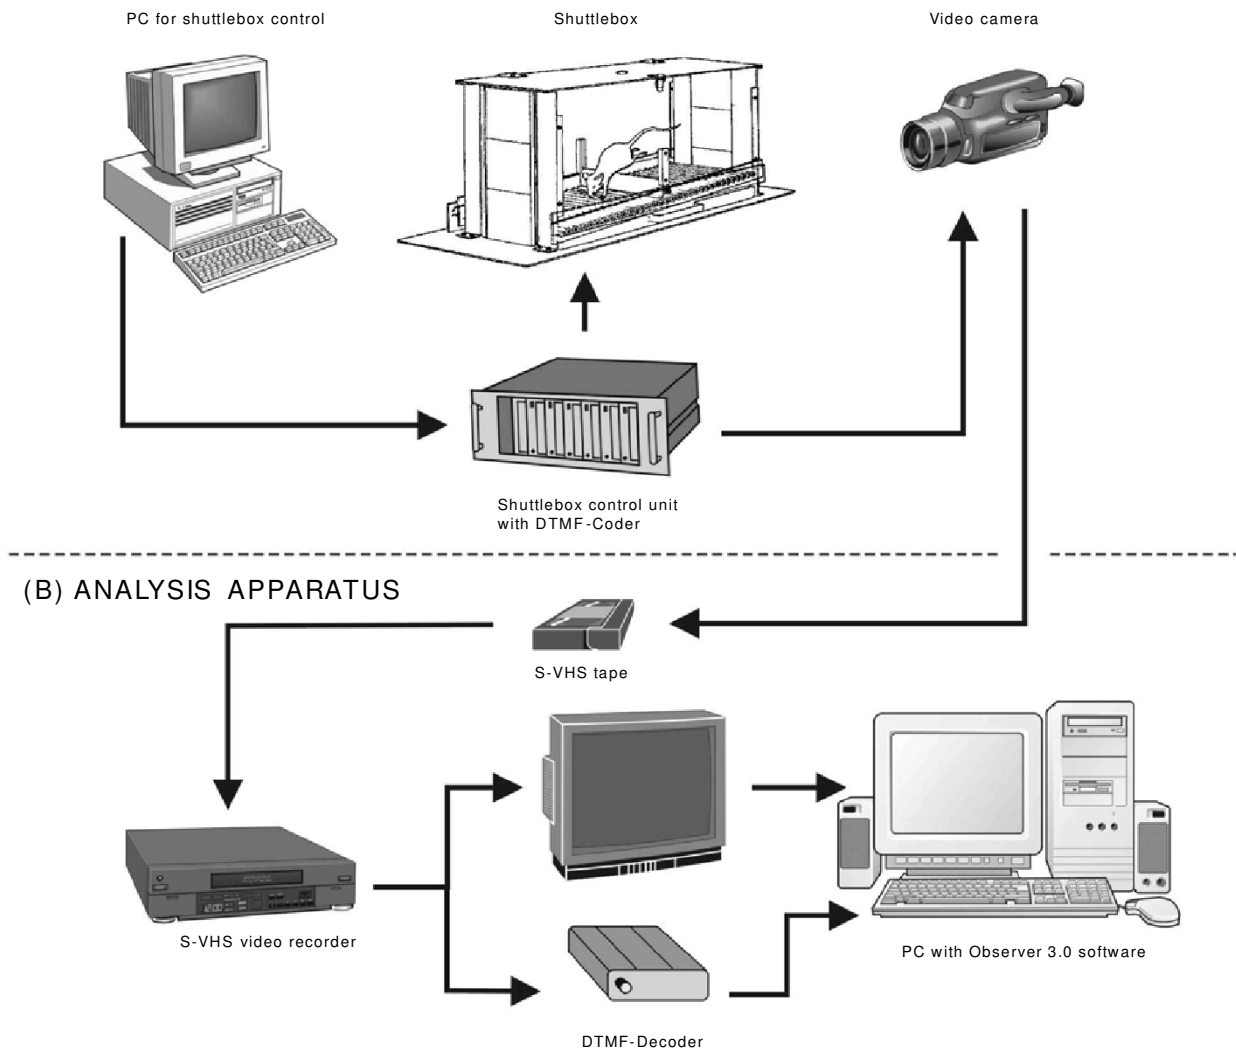 PC for shuttlebox control
Shuttlebox
Video camera
Shuttlebox control unit
with DTMF-Coder
(B) ANALYSIS APPARATUS
S-VHS tape
S-VHS video recorder
PC with Observer 3.0 software
DTMF-Decoder